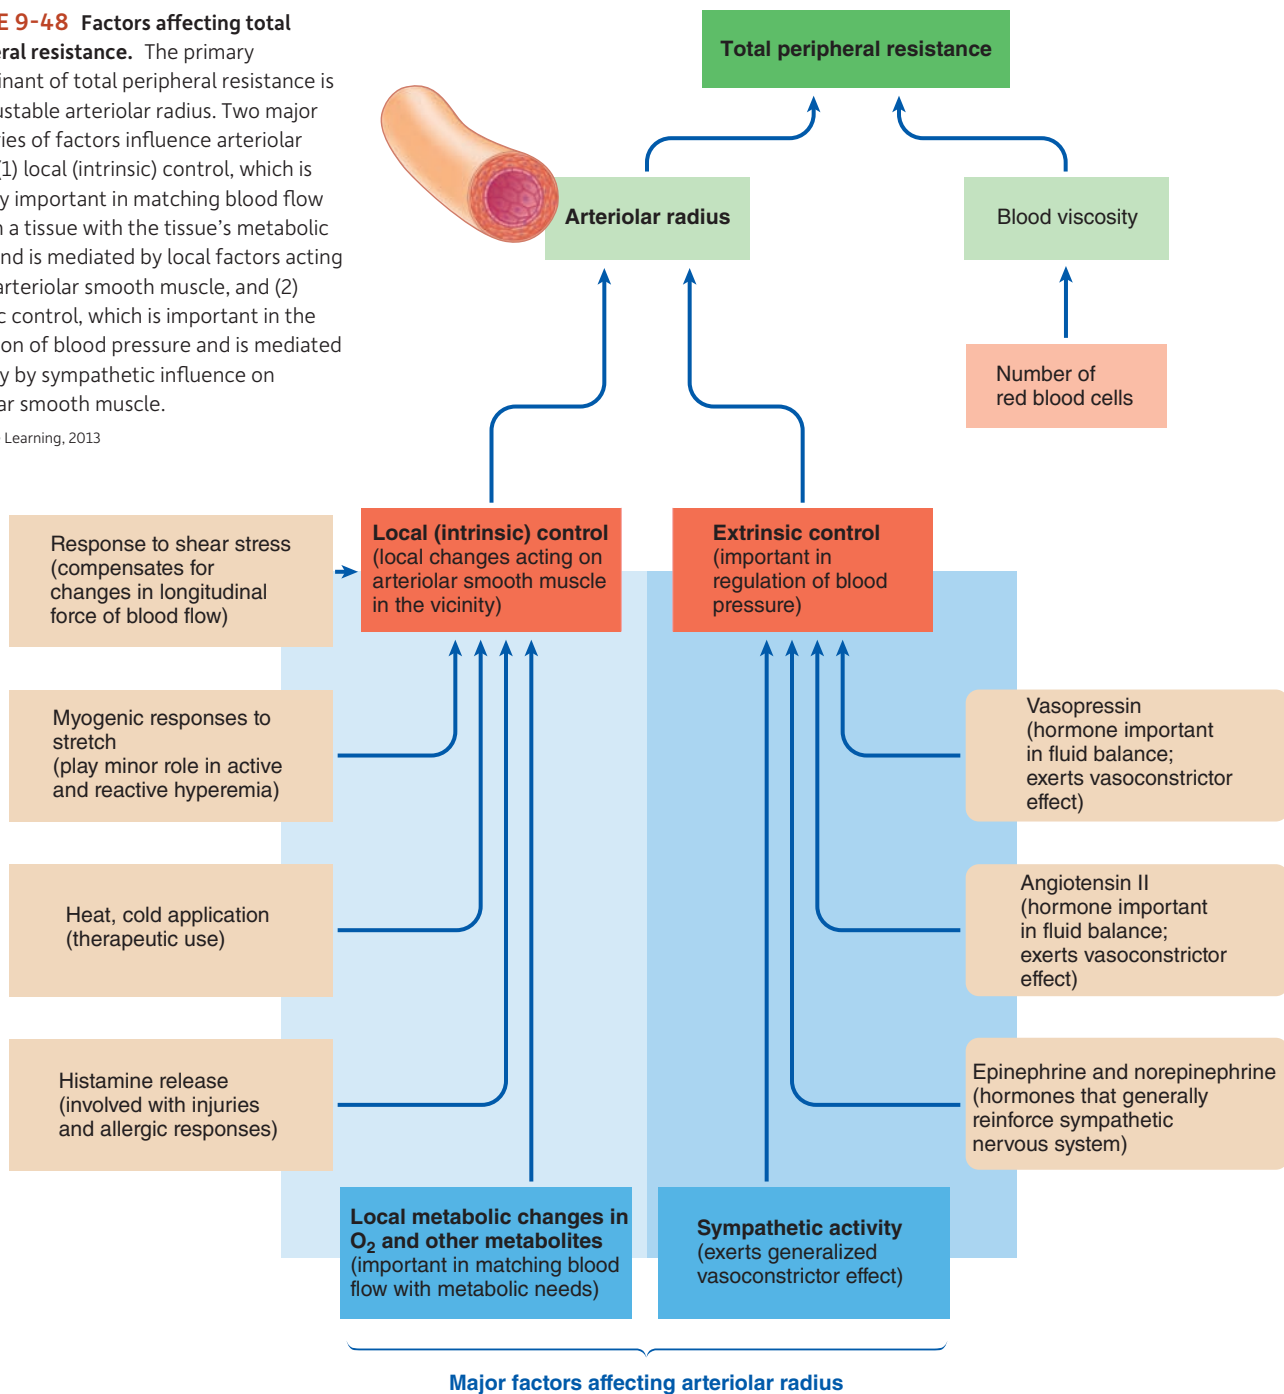 E 9-48 Factors affecting total
eral resistance. The primary
inant of total peripheral resistance is
ustable arteriolar radius. Two major
ries of factors influence arteriolar
(1) local (intrinsic) control, which is
y important in matching blood flow
n a tissue with the tissue's metabolic
nd is mediated by local factors acting
arteriolar smooth muscle, and (2)
ic control, which is important in the
ion of blood pressure and is mediated
y by sympathetic influence on
ar smooth muscle.
Learning, 2013
Total peripheral resistance
Arteriolar radius
Blood viscosity
Number of
red blood cells
Response to shear stress
(compensates for
changes in longitudinal
force of blood flow)
Local (intrinsic) control
(local changes acting on
arteriolar smooth muscle
in the vicinity)
Extrinsic control
(important in
regulation of blood
pressure)
Myogenic responses to
stretch
(play minor role in active
and reactive hyperemia)
Vasopressin
(hormone important
in fluid balance;
exerts vasoconstrictor
effect)
Heat, cold application
(therapeutic use)
Angiotensin II
(hormone important
in fluid balance;
exerts vasoconstrictor
effect)
Histamine release
(involved with injuries
and allergic responses)
Epinephrine and norepinephrine
(hormones that generally
reinforce sympathetic
nervous system)
Local metabolic changes in
O₂ and other metabolites
(important in matching blood
flow with metabolic needs)
Sympathetic activity
(exerts generalized
vasoconstrictor effect)
Major factors affecting arteriolar radius